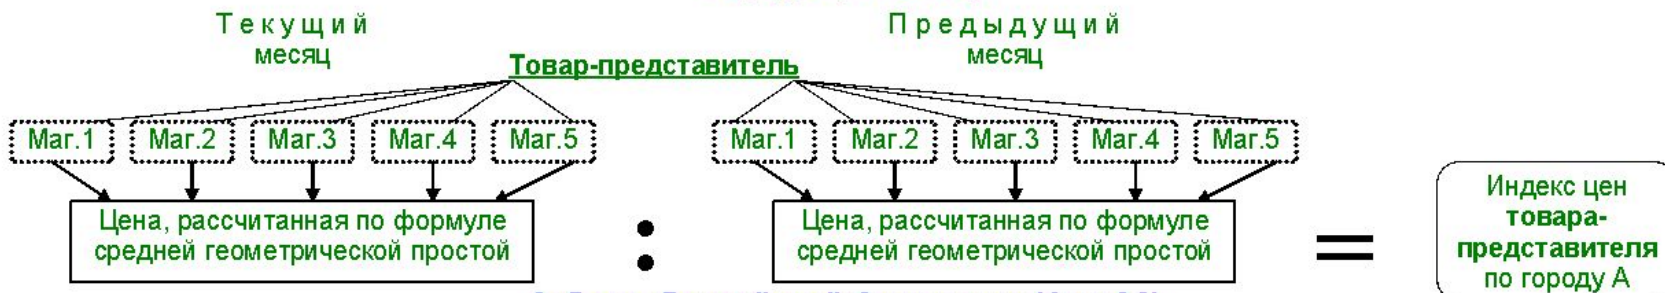 Т е к у щ и й
месяц
П р е д ы д у щ и й
месяц
Товар-представитель
Маг.1 Маг.2 Маг.3 Маг.4 Маг.5
Маг.1 Маг.2 Маг.3 Маг.4 Маг.5
Цена, рассчитанная по формуле
средней геометрической простой
:
Цена, рассчитанная по формуле
средней геометрической простой
=
Индекс цен
товара-
представителя
по городу А